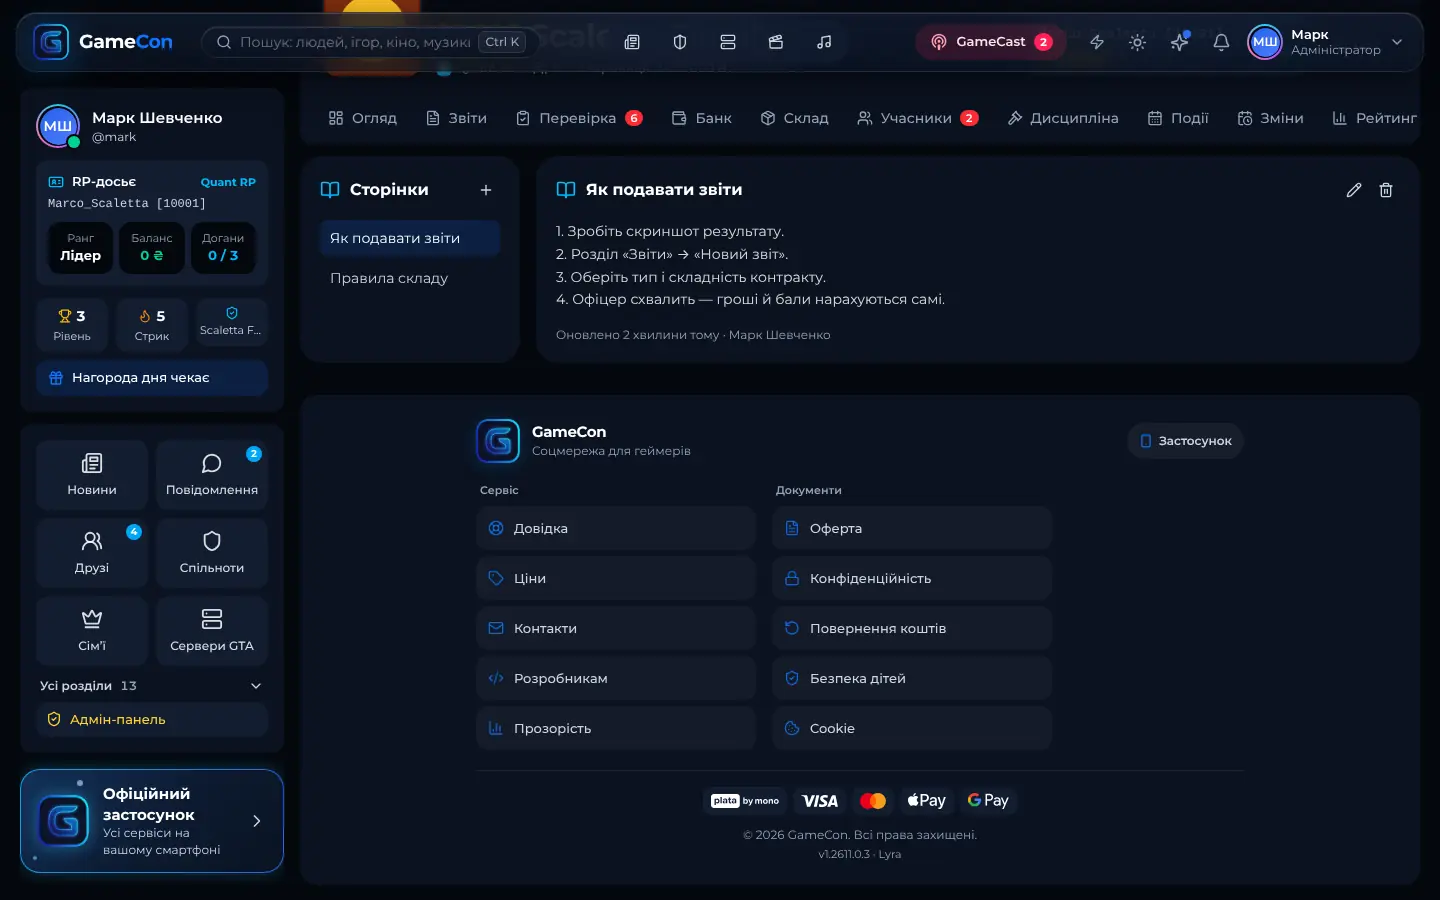 GameCon
Пошук: людей, ігор, кіно, музики
Ctrl K
GameCast 2
МШ
Марк
Адміністратор
МШ
Марк Шевченко
@mark
RP-досьє
Quant RP
Marco_Scaletta [10001]
Ранг
Лідер
Баланс
0 ₴
Догани
0 / 3
3
Рівень
5
Стрик
Scaletta F...
Нагорода дня чекає
Новини
Повідомлення
2
Друзі
4
Спільноти
Сім'ї
Сервери GTA
Усі розділи 13
Адмін-панель
Офіційний
застосунок
Усі сервіси на
вашому смартфоні
Огляд
Звіти
Перевірка 6
Банк
Склад
Учасники 2
Дисципліна
Події
Зміни
Рейтинг
Сторінки
Як подавати звіти
Правила складу
Як подавати звіти
1. Зробіть скриншот результату.
2. Розділ «Звіти» → «Новий звіт».
3. Оберіть тип і складність контракту.
4. Офіцер схвалить — гроші й бали нарахуються самі.
Оновлено 2 хвилини тому · Марк Шевченко
GameCon
Соцмережа для геймерів
Застосунок
Сервіс
Довідка
Ціни
Контакти
Розробникам
Прозорість
Документи
Оферта
Конфіденційність
Повернення коштів
Безпека дітей
Cookie
plata by mono
VISA
Pay
G Pay
© 2026 GameCon. Всі права захищені.
v1.2611.0.3 · Lyra